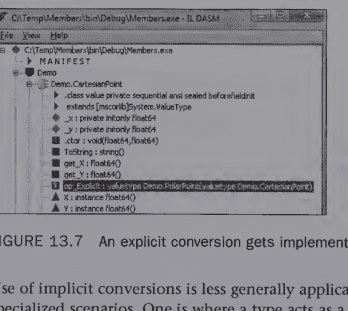 C:\Temp\Members\bin\Debug\Members.exe - IL DASM
File View Help
C:\Temp\Members\bin\Debug\Members.exe
MANIFEST
Demo
Demo.CartesianPoint
.class value private sequential ansi sealed beforefieldinit
extends [mscorlib]System.ValueType
_x : private initonly float64
_y : private initonly float64
.ctor : void(float64,float64)
ToString : string()
get_X : float64()
get_Y : float64()
op_Explicit : valuetype Demo.PolarPoint(valuetype Demo.CartesianPoint)
X : instance float64()
Y : instance float64()
IGURE 13.7 An explicit conversion gets implement
se of implicit conversions is less generally applica
pecialized scenarios. One is where a type acts as a